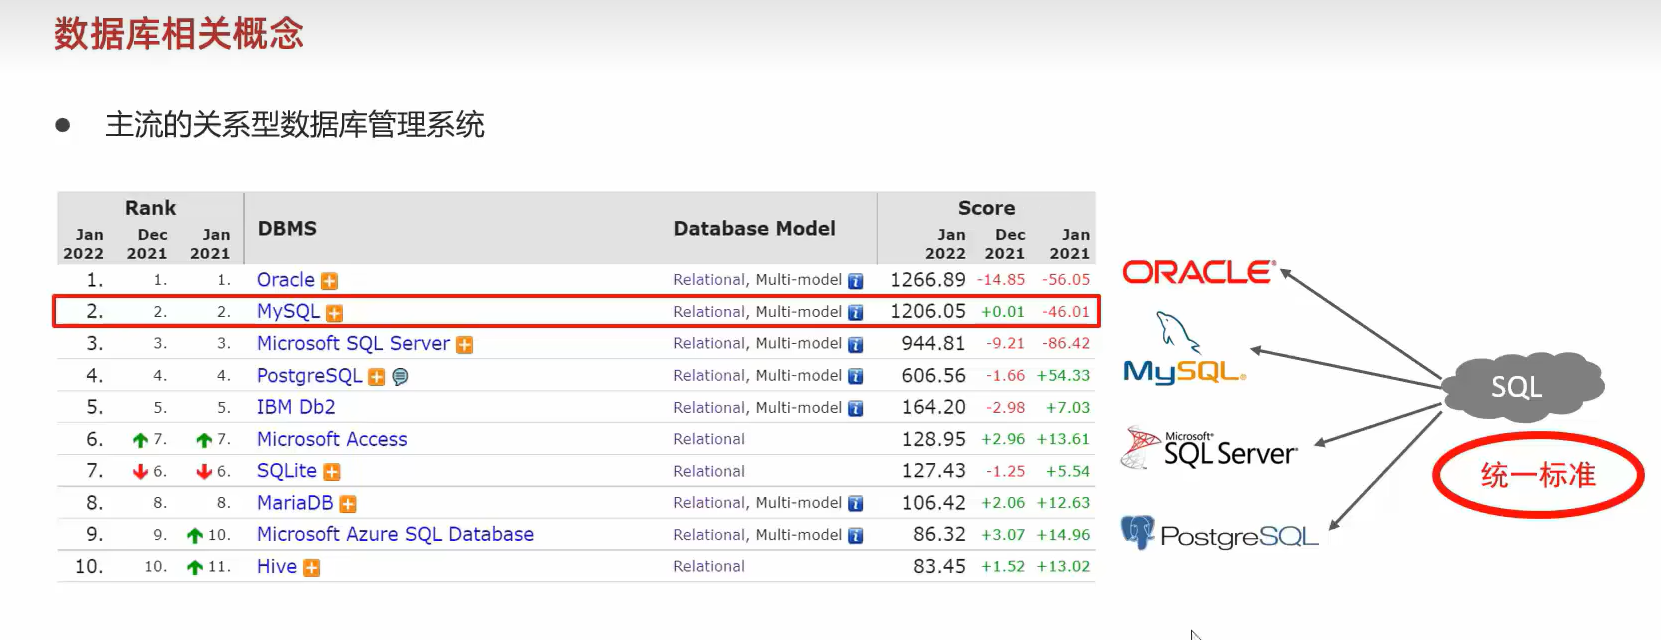 数据库相关概念
● 主流的关系型数据库管理系统
Rank DBMS Database Model Score
Jan 2022 Dec 2021 Jan 2021 Jan 2022 Dec 2021 Jan 2021
1. 1. 1. Oracle Relational, Multi-model 1266.89 -14.85 -56.05
2. 2. 2. MySQL Relational, Multi-model 1206.05 +0.01 -46.01
3. 3. 3. Microsoft SQL Server Relational, Multi-model 944.81 -9.21 -86.42
4. 4. 4. PostgreSQL Relational, Multi-model 606.56 -1.66 +54.33
5. 5. 5. IBM Db2 Relational, Multi-model 164.20 -2.98 +7.03
6. 7. 7. Microsoft Access Relational 128.95 +2.96 +13.61
7. 6. 6. SQLite Relational 127.43 -1.25 +5.54
8. 8. 8. MariaDB Relational, Multi-model 106.42 +2.06 +12.63
9. 9. 10. Microsoft Azure SQL Database Relational, Multi-model 86.32 +3.07 +14.96
10. 10. 11. Hive Relational 83.45 +1.52 +13.02
ORACLE
MySQL
Microsoft
SQL Server
PostgreSQL
SQL
统一标准